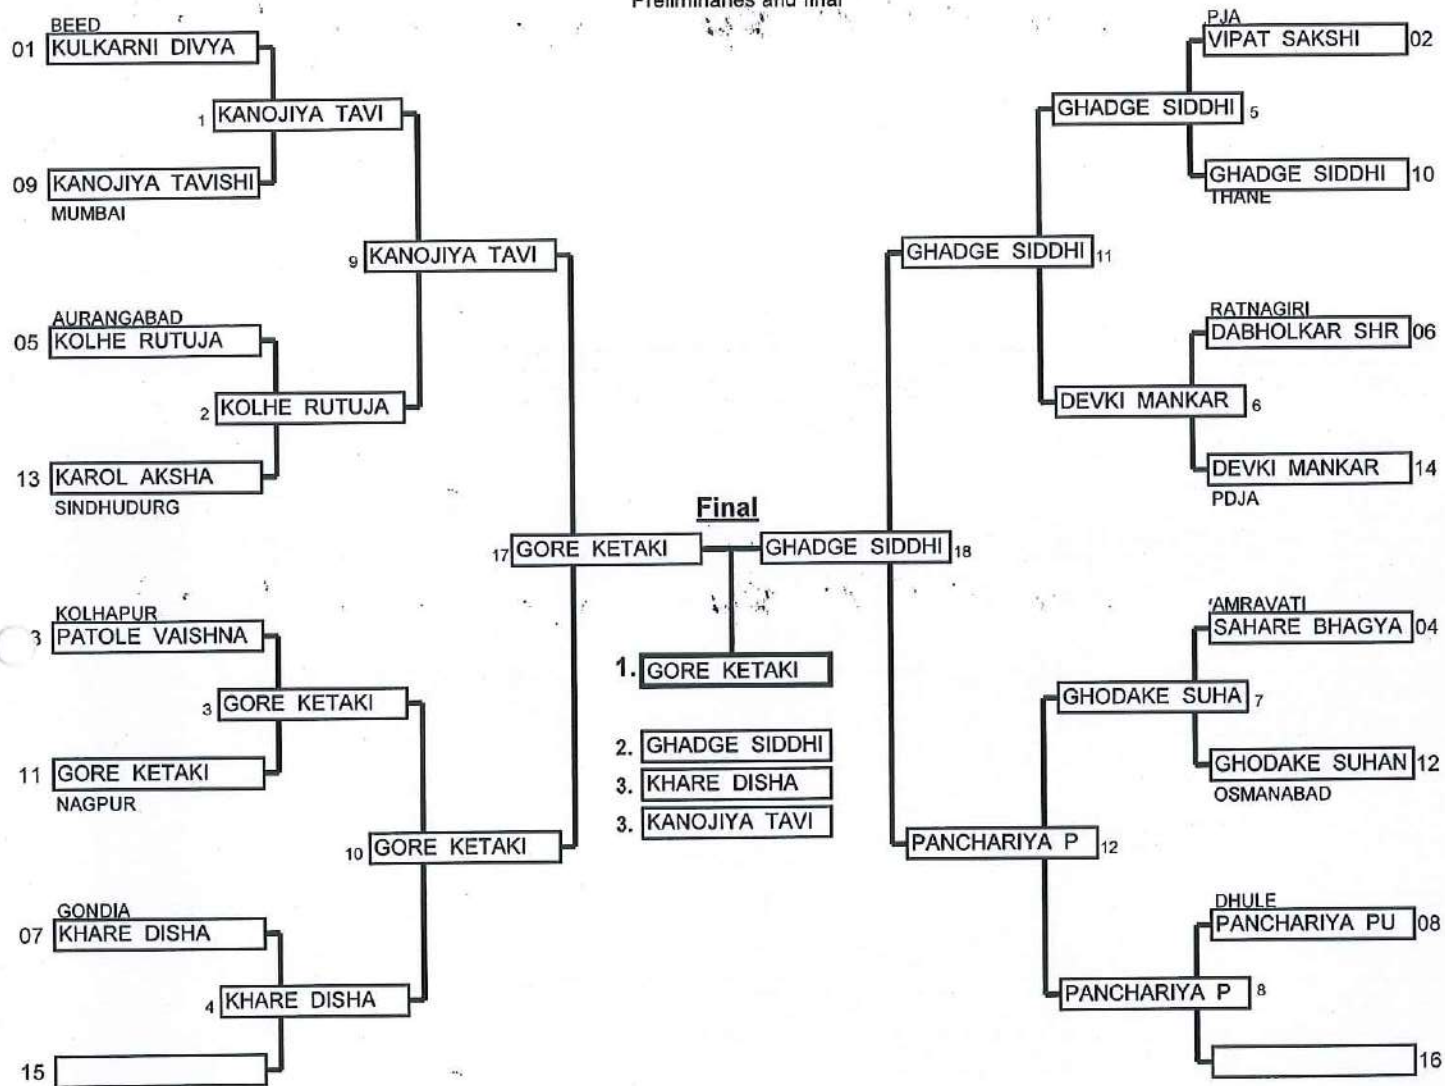 Preliminaries and final
BEED
01 KULKARNI DIVYA
1 KANOJIYA TAVI
09 KANOJIYA TAVISHI
MUMBAI
9 KANOJIYA TAVI
AURANGABAD
05 KOLHE RUTUJA
2 KOLHE RUTUJA
13 KAROL AKSHA
SINDHUDURG
17 GORE KETAKI
KOLHAPUR
3 PATOLE VAISHNA
3 GORE KETAKI
11 GORE KETAKI
NAGPUR
10 GORE KETAKI
GONDIA
07 KHARE DISHA
4 KHARE DISHA
15
Final
1. GORE KETAKI
2. GHADGE SIDDHI
3. KHARE DISHA
3. KANOJIYA TAVI
PJA
VIPAT SAKSHI 02
GHADGE SIDDHI 5
GHADGE SIDDHI 10
THANE
GHADGE SIDDHI 11
RATNAGIRI
DABHOLKAR SHR 06
DEVKI MANKAR 6
DEVKI MANKAR 14
PDJA
GHADGE SIDDHI 18
AMRAVATI
SAHARE BHAGYA 04
GHODAKE SUHA 7
GHODAKE SUHAN 12
OSMANABAD
PANCHARIYA P 12
DHULE
PANCHARIYA PU 08
PANCHARIYA P 8
16